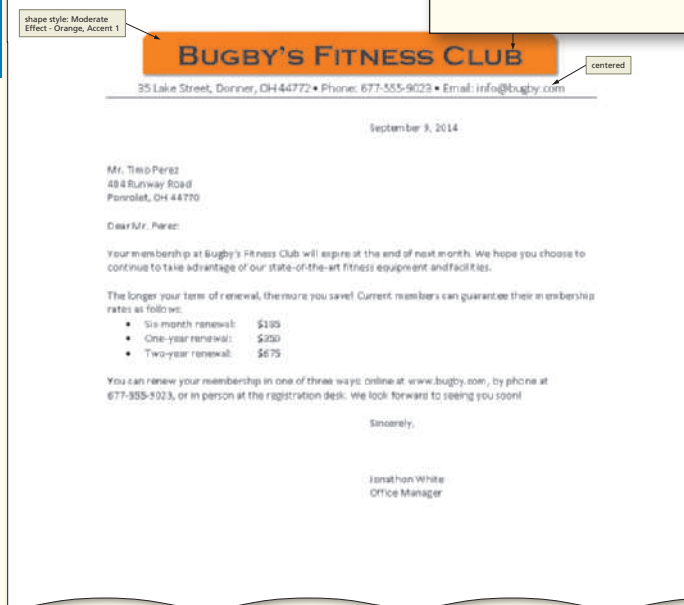 shape style: Moderate
Effect - Orange, Accent 1
BUGBY'S FITNESS CLUB
centered
35 Lake Street, Donner, OH 44772 • Phone: 677-555-9023 • Email: info@bugby.com
September 9, 2014
Mr. Timo Perez
484 Runway Road
Ponrolet, OH 44770
Dear Mr. Perez:
Your membership at Bugby's Fitness Club will expire at the end of next month. We hope you choose to
continue to take advantage of our state-of-the-art fitness equipment and facilities.
The longer your term of renewal, the more you save! Current members can guarantee their membership
rates as follows:
• Six-month renewal: $195
• One-year renewal: $350
• Two-year renewal: $675
You can renew your membership in one of three ways: online at www.bugby.com, by phone at
677-555-9023, or in person at the registration desk. We look forward to seeing you soon!
Sincerely,
Jonathon White
Office Manager